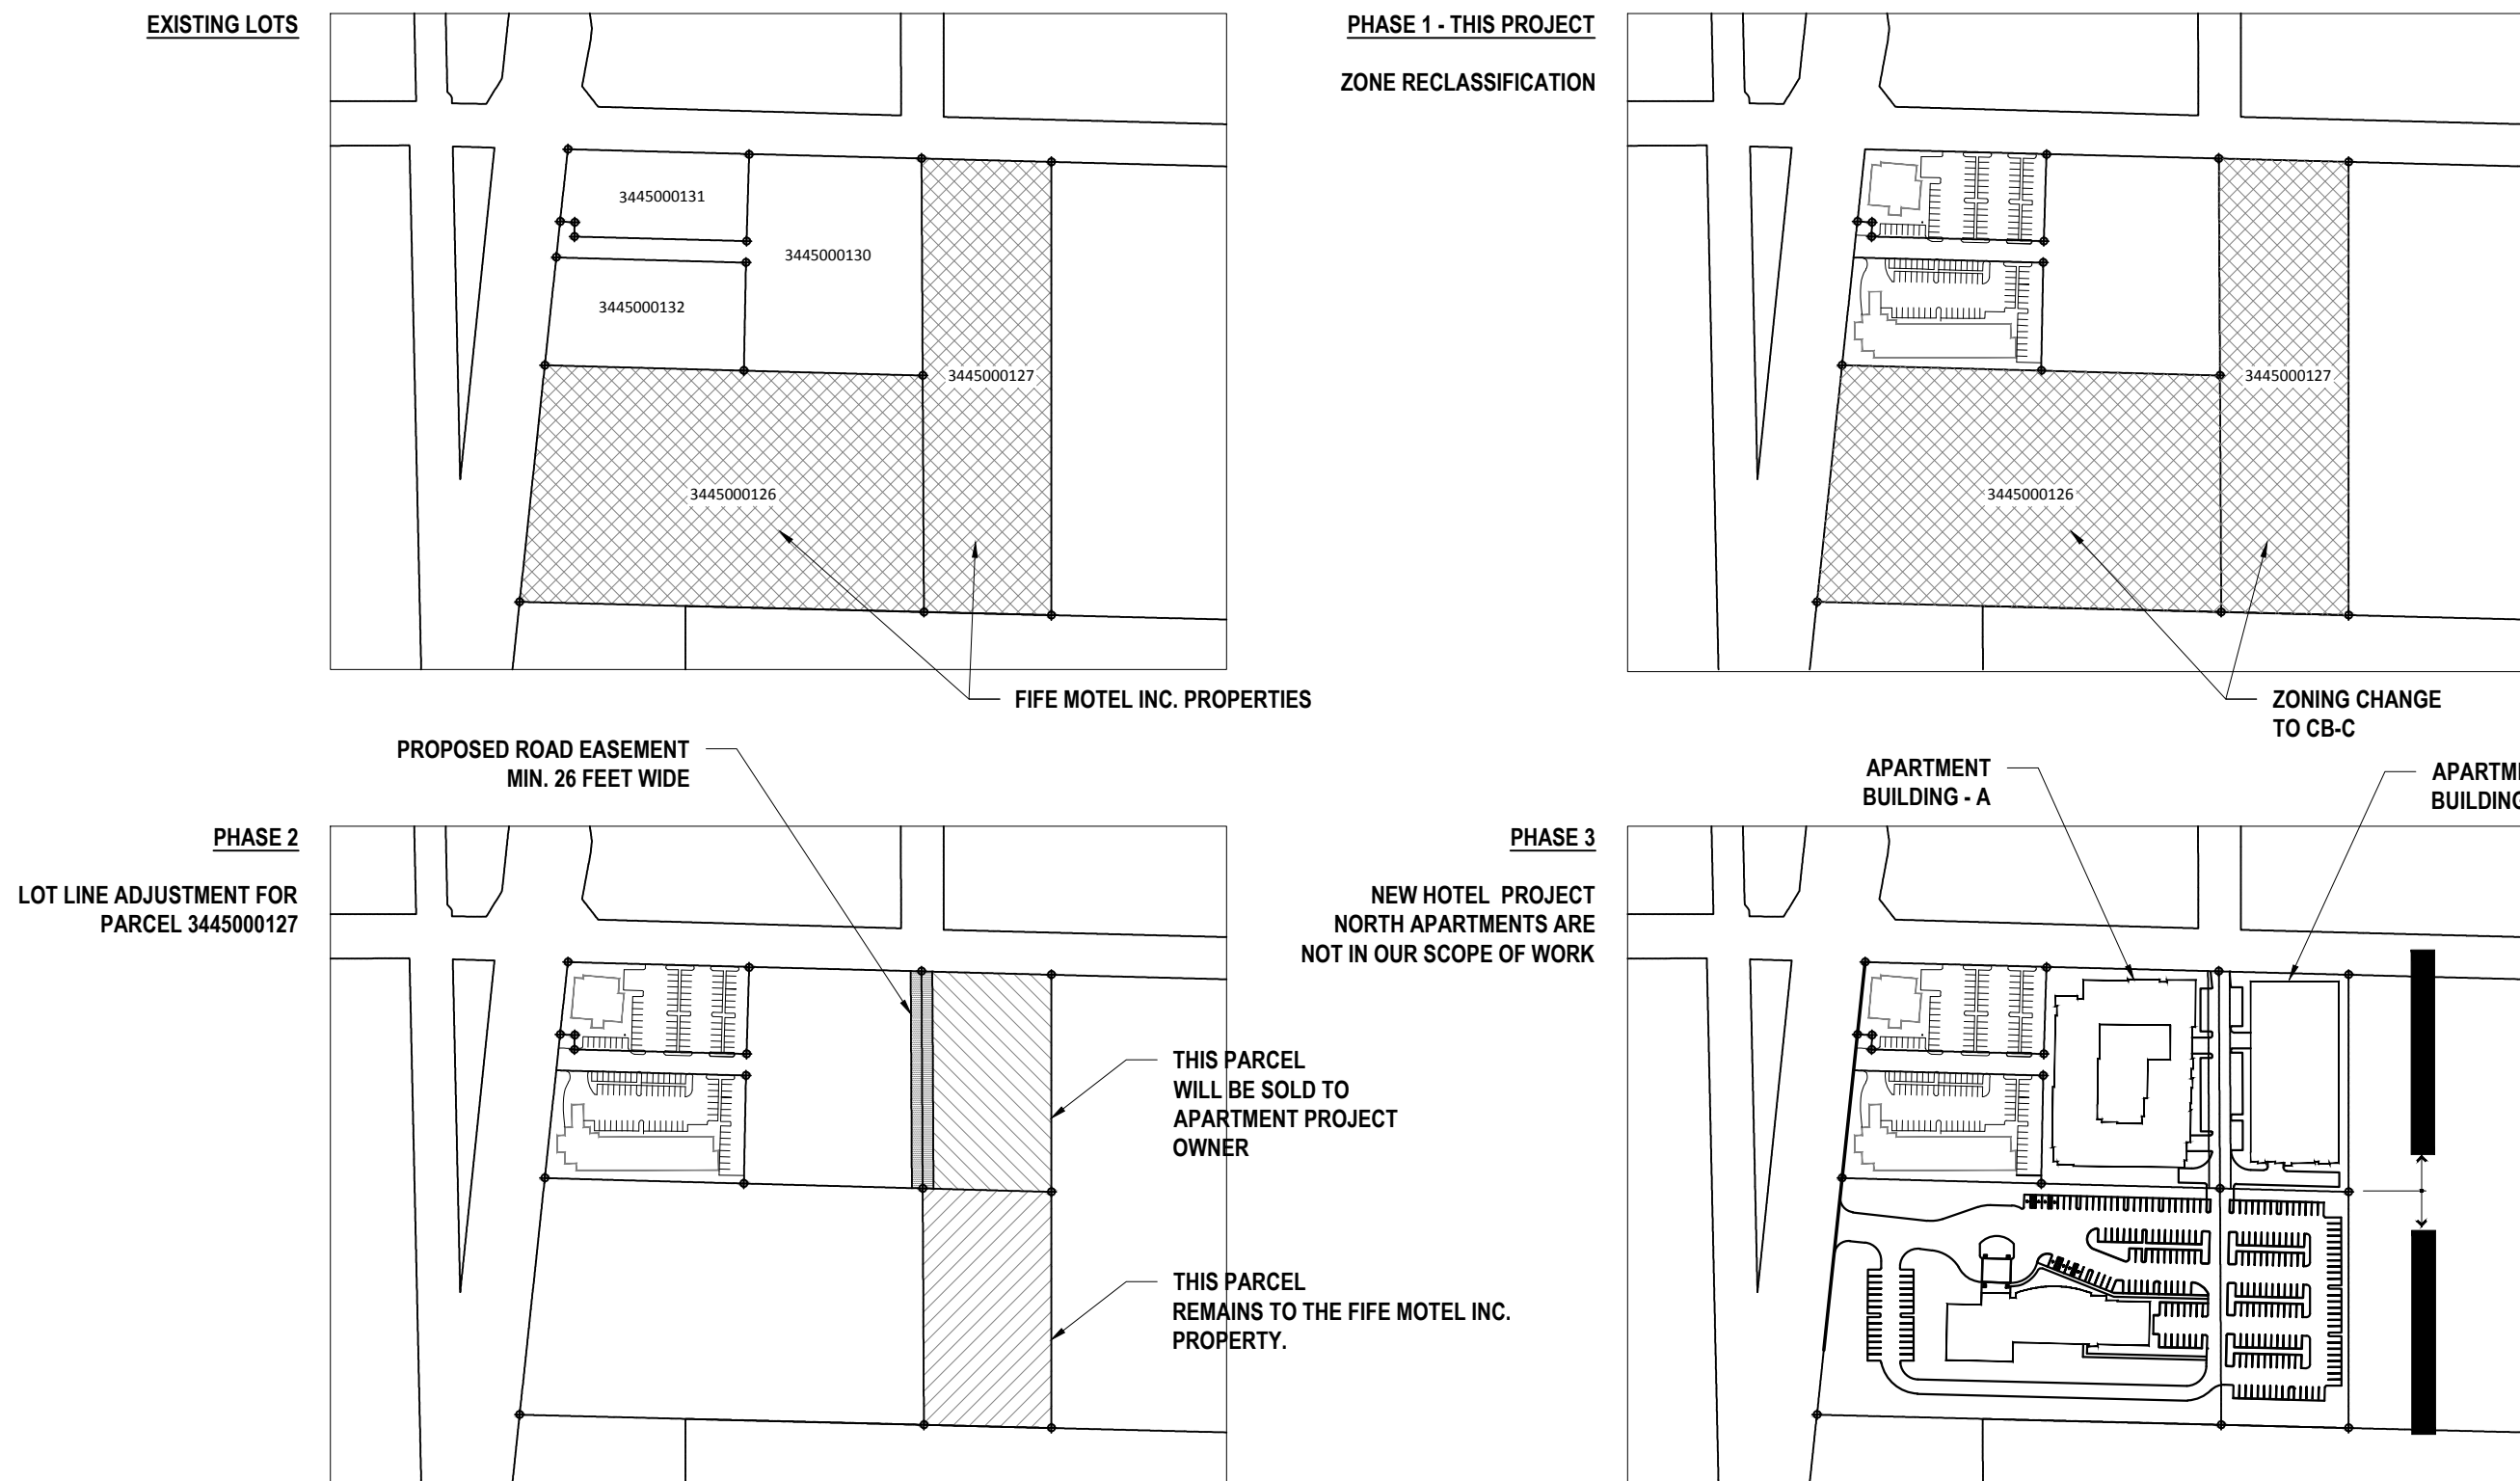 EXISTING LOTS
3445000131
3445000130
3445000132
3445000127
3445000126
FIFE MOTEL INC. PROPERTIES
PHASE 1 - THIS PROJECT
ZONE RECLASSIFICATION
3445000127
3445000126
ZONING CHANGE
TO CB-C
PROPOSED ROAD EASEMENT
MIN. 26 FEET WIDE
PHASE 2
LOT LINE ADJUSTMENT FOR
PARCEL 3445000127
THIS PARCEL
WILL BE SOLD TO
APARTMENT PROJECT
OWNER
THIS PARCEL
REMAINS TO THE FIFE MOTEL INC.
PROPERTY.
APARTMENT
BUILDING - A
PHASE 3
NEW HOTEL PROJECT
NORTH APARTMENTS ARE
NOT IN OUR SCOPE OF WORK